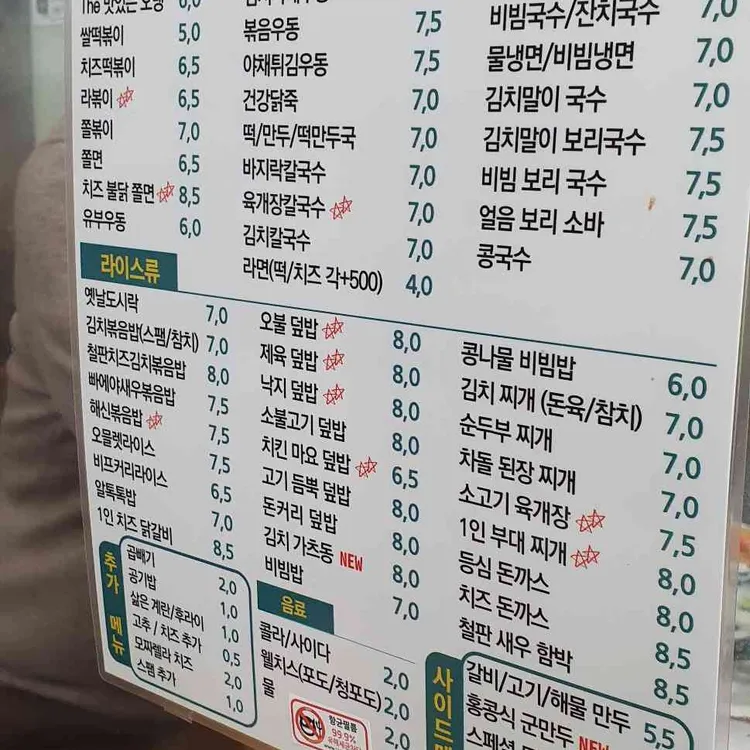 The 맛있는 오뎅 6,0
쌀떡볶이 5,0
치즈떡볶이 6,5
라볶이 6,5
쫄볶이 7,0
쫄면 6,5
치즈 불닭 쫄면 8,5
유부우동 6,0
볶음우동 7,5
야채튀김우동 7,5
건강닭죽 7,0
떡/만두/떡만두국 7,0
바지락칼국수 7,0
육개장칼국수 7,0
김치칼국수 7,0
라면(떡/치즈 각+500) 4,0
비빔국수/잔치국수 7,0
물냉면/비빔냉면 7,0
김치말이 국수 7,0
김치말이 보리국수 7,5
비빔 보리 국수 7,5
얼음 보리 소바 7,5
콩국수 7,0
라이스류
옛날도시락 7,0
김치볶음밥(스팸/참치) 7,0
철판치즈김치볶음밥 8,0
빠에야새우볶음밥 7,5
해신볶음밥 7,5
오믈렛라이스 7,5
비프커리라이스 6,5
알톡톡밥 7,0
1인 치즈 닭갈비 8,5
오불 덮밥 8,0
제육 덮밥 8,0
낙지 덮밥 8,0
소불고기 덮밥 8,0
치킨 마요 덮밥 6,5
고기 듬뿍 덮밥 8,0
돈커리 덮밥 8,0
김치 가츠동 NEW 8,0
비빔밥 7,0
콩나물 비빔밥 6,0
김치 찌개 (돈육/참치) 7,0
순두부 찌개 7,0
차돌 된장 찌개 7,0
소고기 육개장 7,5
1인 부대 찌개 8,0
등심 돈까스 8,0
치즈 돈까스 8,5
철판 새우 함박 8,5
추가 메뉴
곱빼기 2,0
공기밥 1,0
삶은 계란/후라이 1,0
고추 / 치즈 추가 0,5
모짜렐라 치즈 2,0
스팸 추가 1,0
음료
콜라/사이다 2,0
웰치스(포도/청포도) 2,0
물 2,0
항균필름
99.9%
사이드
갈비/고기/해물 만두 5,5
홍콩식 군만두 NEW
스페셜